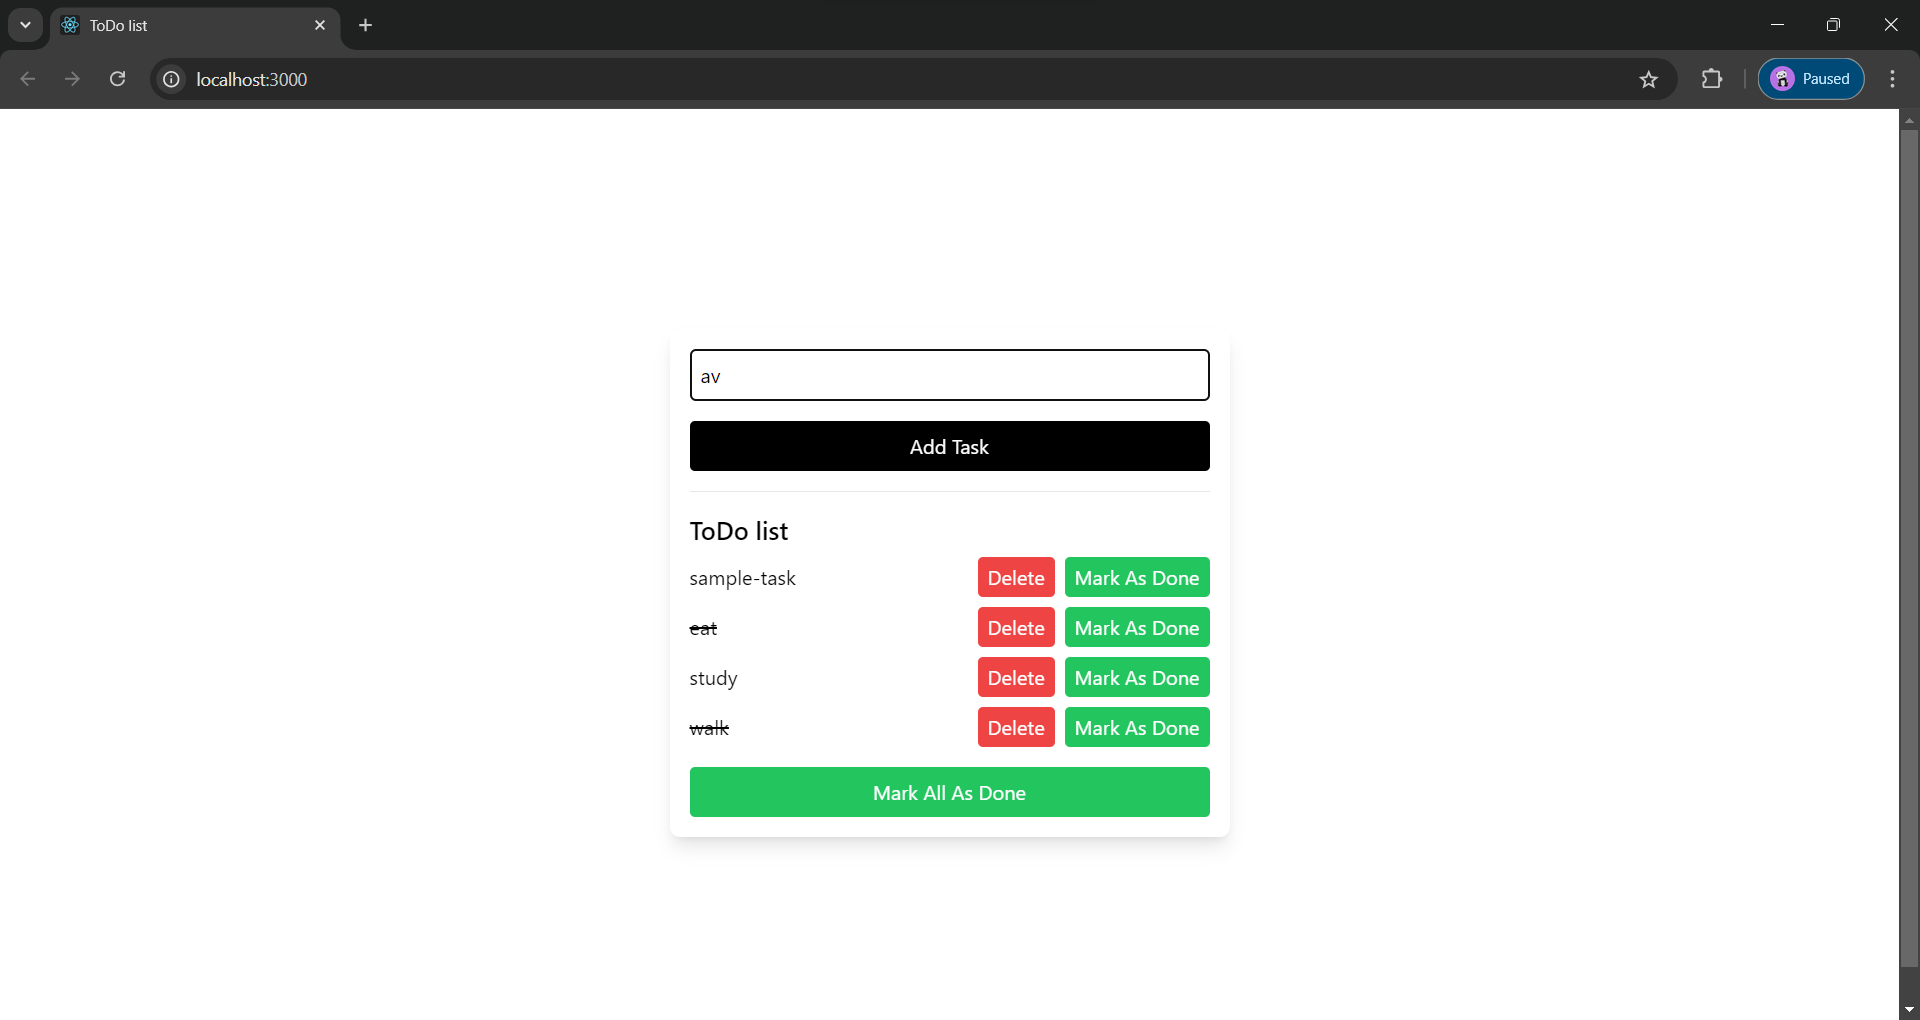 ToDo list
localhost:3000
Paused
av
Add Task
ToDo list
sample-task Delete Mark As Done
eat Delete Mark As Done
study Delete Mark As Done
walk Delete Mark As Done
Mark All As Done